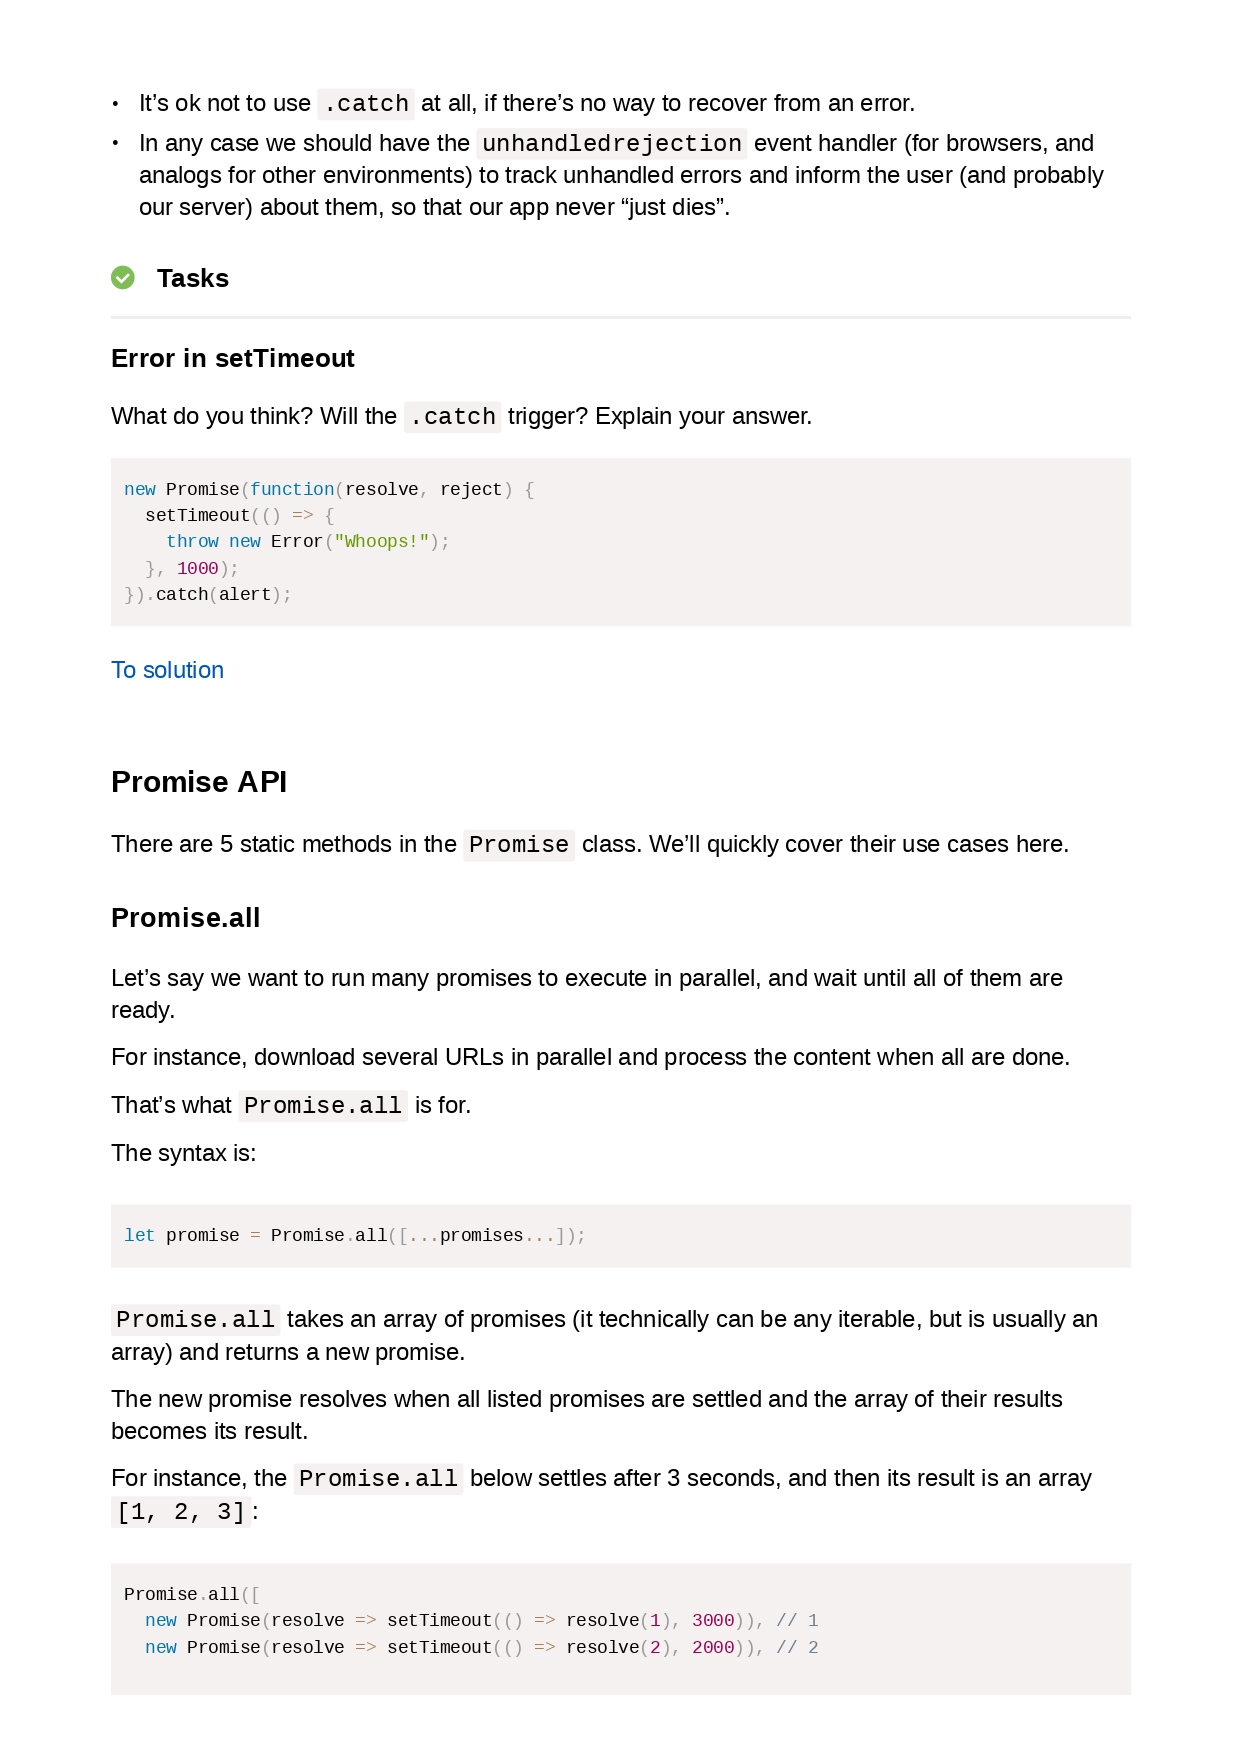 • It’s ok not to use .catch at all, if there’s no way to recover from an error.
• In any case we should have the unhandledrejection event handler (for browsers, and
analogs for other environments) to track unhandled errors and inform the user (and probably
our server) about them, so that our app never “just dies”.
Tasks
Error in setTimeout
What do you think? Will the .catch trigger? Explain your answer.
new Promise(function(resolve, reject) {
  setTimeout(() => {
    throw new Error("Whoops!");
  }, 1000);
}).catch(alert);
To solution
Promise API
There are 5 static methods in the Promise class. We’ll quickly cover their use cases here.
Promise.all
Let’s say we want to run many promises to execute in parallel, and wait until all of them are
ready.
For instance, download several URLs in parallel and process the content when all are done.
That’s what Promise.all is for.
The syntax is:
let promise = Promise.all([...promises...]);
Promise.all takes an array of promises (it technically can be any iterable, but is usually an
array) and returns a new promise.
The new promise resolves when all listed promises are settled and the array of their results
becomes its result.
For instance, the Promise.all below settles after 3 seconds, and then its result is an array
[1, 2, 3]:
Promise.all([
  new Promise(resolve => setTimeout(() => resolve(1), 3000)), // 1
  new Promise(resolve => setTimeout(() => resolve(2), 2000)), // 2